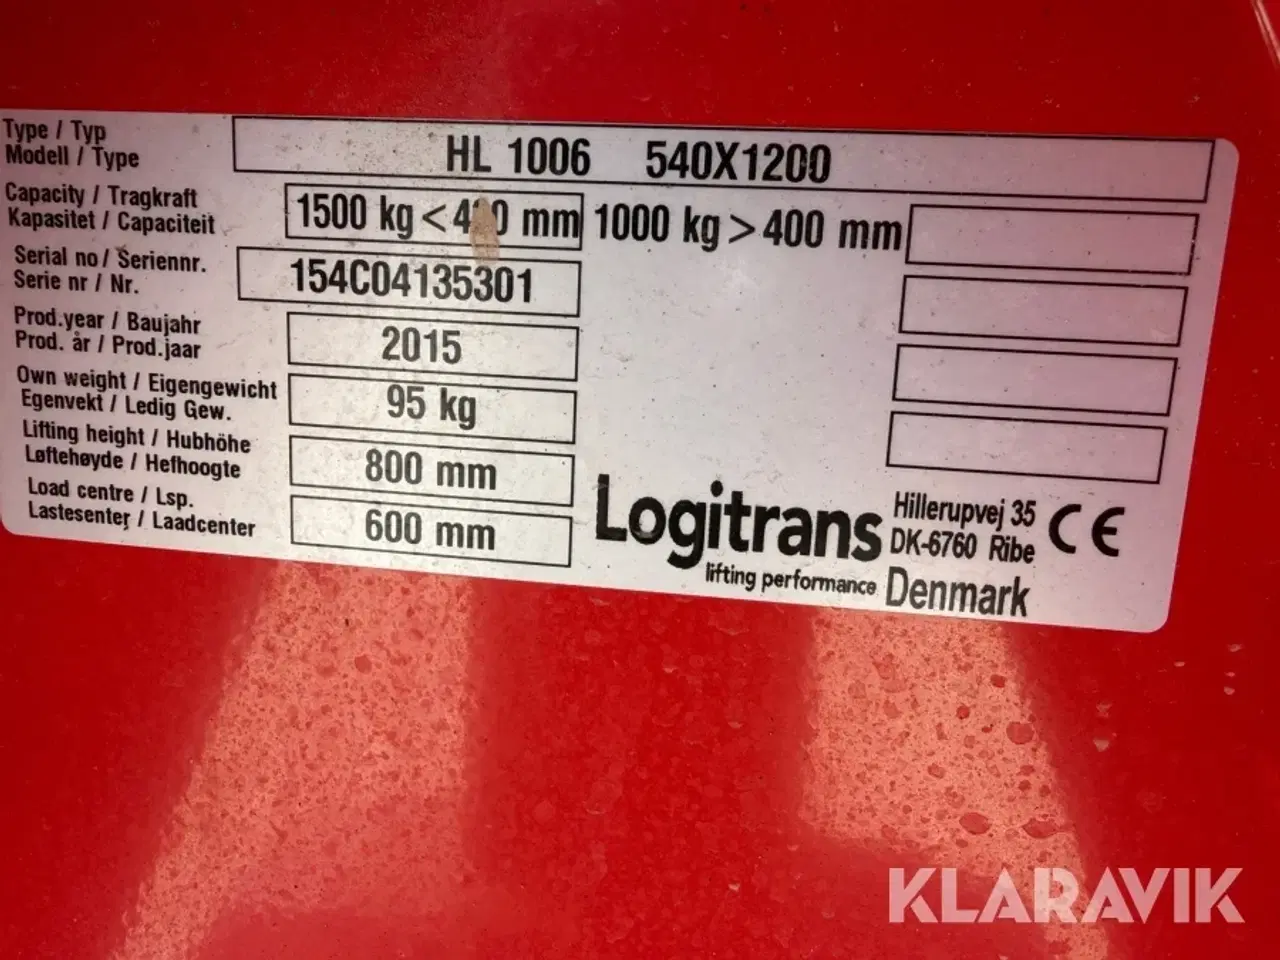 Type / Typ
Modell / Type
HL 1006 540X1200
Capacity / Tragkraft
Kapasitet / Capaciteit
1500 kg < 400 mm 1000 kg > 400 mm
Serial no / Seriennr.
Serie nr / Nr.
154C04135301
Prod.year / Baujahr
Prod. år / Prod.jaar
2015
Own weight / Eigengewicht
Egenvekt / Ledig Gew.
95 kg
Lifting height / Hubhöhe
Løftehøyde / Hefhoogte
800 mm
Load centre / Lsp.
Lastesenter / Laadcenter
600 mm
Logitrans
lifting performance
Hillerupvej 35
DK-6760 Ribe
Denmark
CE
KLARAVIK